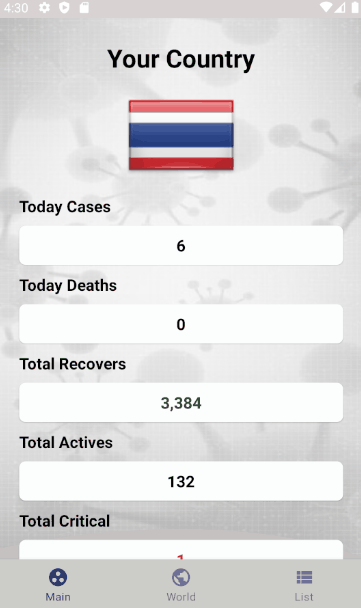 4:30
Your Country
Today Cases
6
Today Deaths
0
Total Recovers
3,384
Total Actives
132
Total Critical
1
Main
World
List